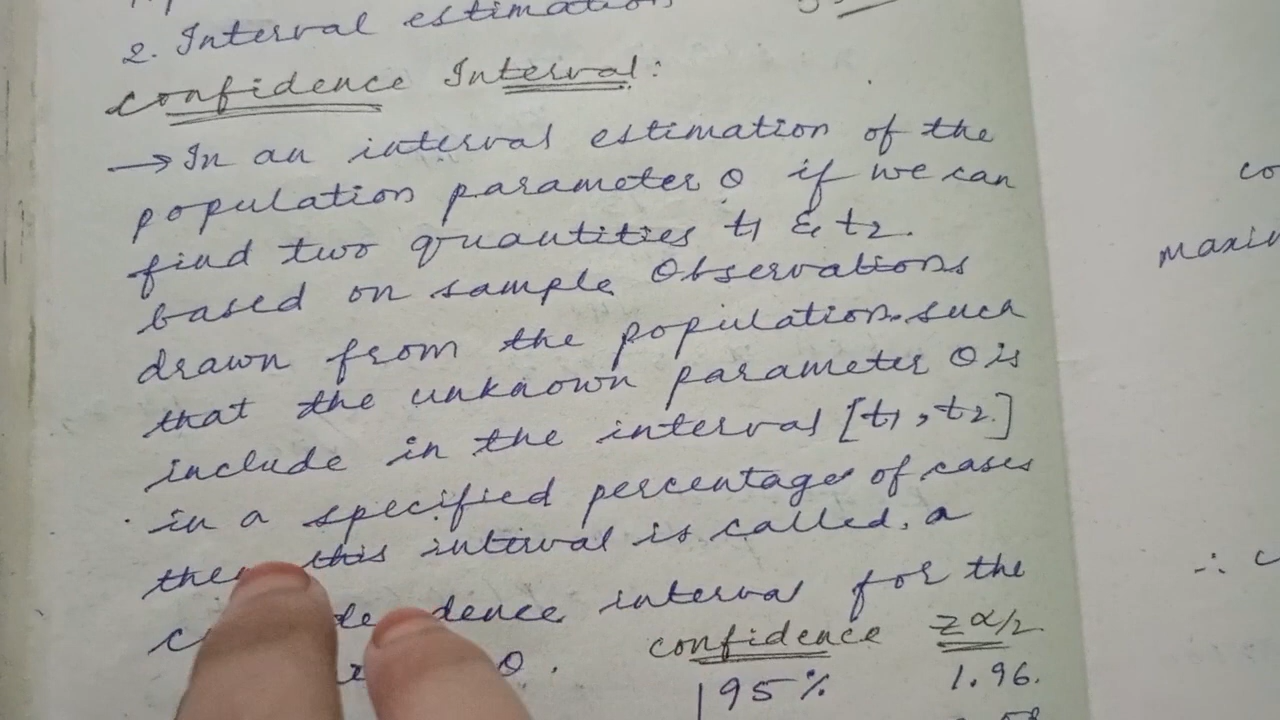 2. Interval estimation
Confidence Interval:
→ In an interval estimation of the
population parameter θ if we can
find two quantities t1 & t2.
based on sample Observations
drawn from the population such
that the unknown parameter θ is
include in the interval [t1, t2]
in a specified percentage of cases
then this interval is called. a
dence interval for the
θ.
confidence zα/2
95% 1.96.
co
∴ c